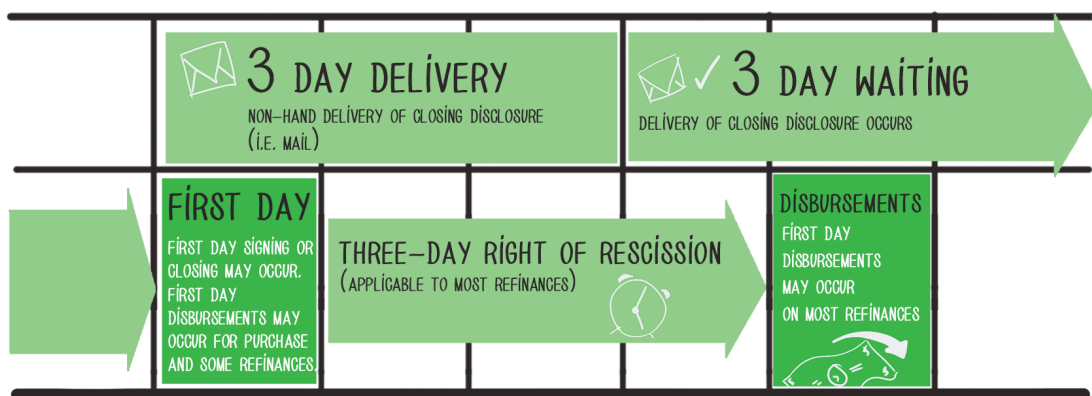 3 DAY DELIVERY
NON-HAND DELIVERY OF CLOSING DISCLOSURE
(I.E. MAIL)
3 DAY WAITING
DELIVERY OF CLOSING DISCLOSURE OCCURS
FIRST DAY
FIRST DAY SIGNING OR
CLOSING MAY OCCUR.
FIRST DAY
DISBURSEMENTS MAY
OCCUR FOR PURCHASE
AND SOME REFINANCES.
THREE-DAY RIGHT OF RESCISSION
(APPLICABLE TO MOST REFINANCES)
DISBURSEMENTS
FIRST DAY
DISBURSEMENTS
MAY OCCUR
ON MOST REFINANCES